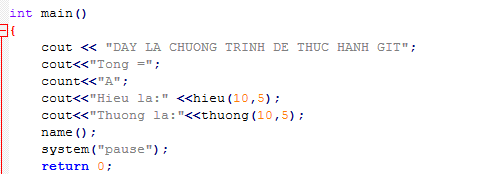 int main()
{
cout << "DAY LA CHUONG TRINH DE THUC HANH GIT";
cout<<"Tong =";
count<<"A";
cout<<"Hieu la:" <<hieu(10,5);
cout<<"Thuong la:"<<thuong(10,5);
name();
system("pause");
return 0;